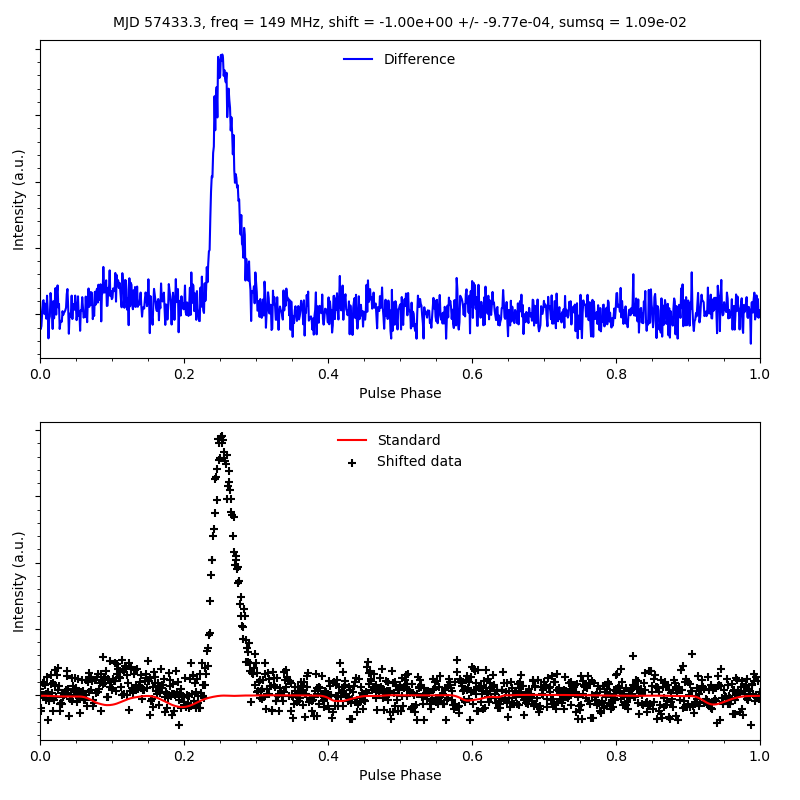 MJD 57433.3, freq = 149 MHz, shift = -1.00e+00 +/- -9.77e-04, sumsq = 1.09e-02
Difference
Intensity (a.u.)
0.0 0.2 0.4 0.6 0.8 1.0
Pulse Phase
Standard
Shifted data
Intensity (a.u.)
0.0 0.2 0.4 0.6 0.8 1.0
Pulse Phase